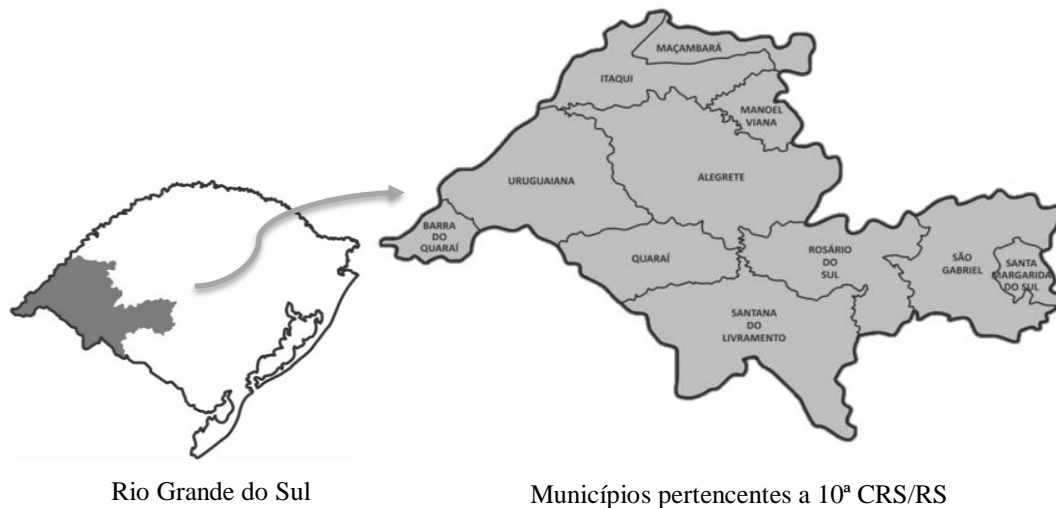 MAÇAMBARÁ
ITAQUI
MANOEL
VIANA
ALEGRETE
URUGUAIANA
BARRA
DO
QUARAÍ
QUARAÍ
ROSÁRIO
DO
SUL
SÃO
GABRIEL
SANTA
MARGARIDA
DO SUL
SANTANA
DO
LIVRAMENTO
Rio Grande do Sul
Municípios pertencentes a 10ª CRS/RS